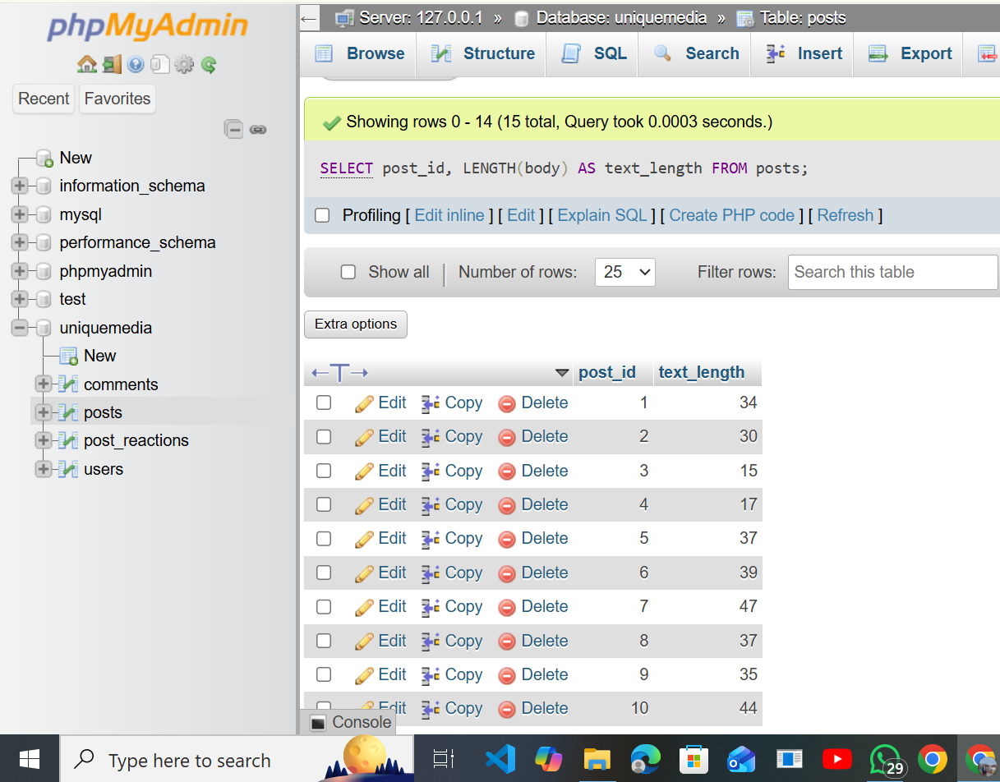 phpMyAdmin
Recent Favorites
New
information_schema
mysql
performance_schema
phpmyadmin
test
uniquemedia
New
comments
posts
post_reactions
users
Server: 127.0.0.1 » Database: uniquemedia » Table: posts
Browse Structure SQL Search Insert Export
Showing rows 0 - 14 (15 total, Query took 0.0003 seconds.)
SELECT post_id, LENGTH(body) AS text_length FROM posts;
Profiling [ Edit inline ] [ Edit ] [ Explain SQL ] [ Create PHP code ] [ Refresh ]
Show all Number of rows: 25 Filter rows: Search this table
Extra options
←T→ post_id text_length
Edit Copy Delete 1 34
Edit Copy Delete 2 30
Edit Copy Delete 3 15
Edit Copy Delete 4 17
Edit Copy Delete 5 37
Edit Copy Delete 6 39
Edit Copy Delete 7 47
Edit Copy Delete 8 37
Edit Copy Delete 9 35
Edit Copy Delete 10 44
Console
Type here to search
29